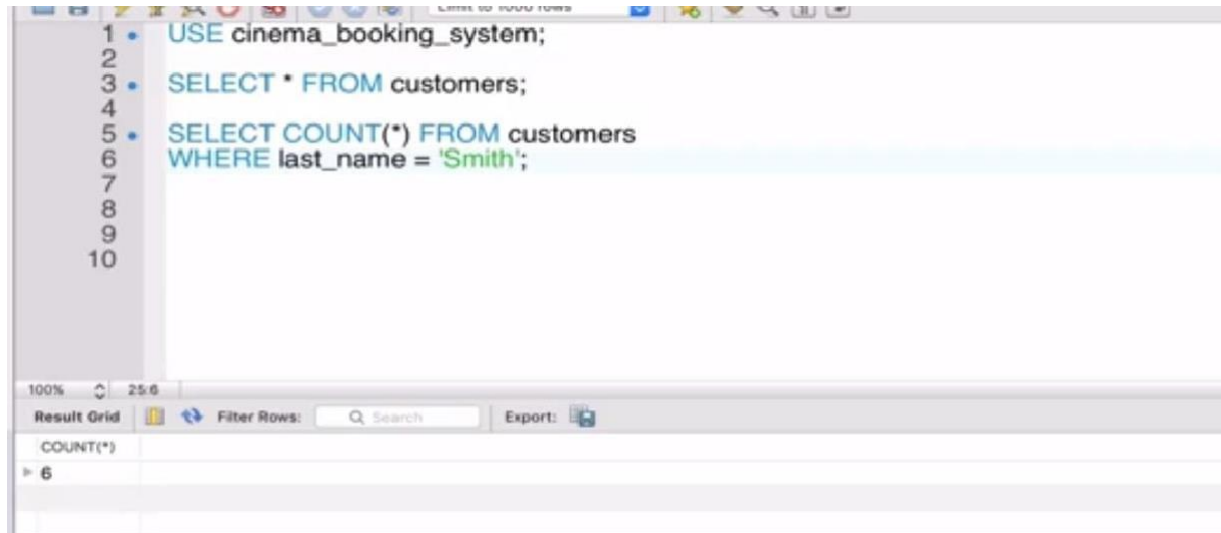 Limit to 1000 rows
1 USE cinema_booking_system;
2
3 SELECT * FROM customers;
4
5 SELECT COUNT(*) FROM customers
6 WHERE last_name = 'Smith';
7
8
9
10
100% 25:6
Result Grid Filter Rows: Search Export:
COUNT(*)
6